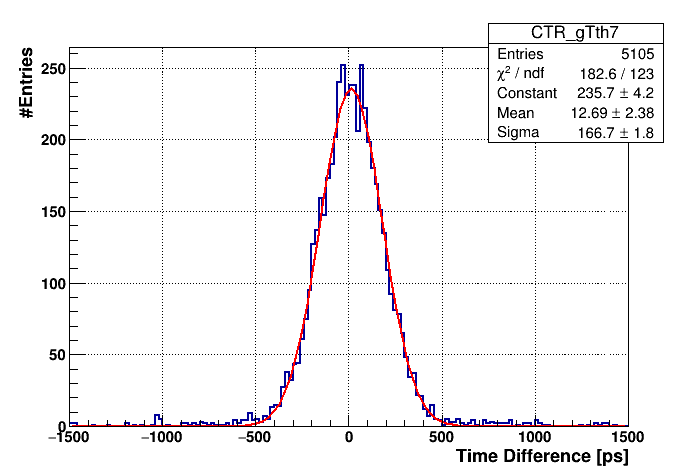 CTR_gTth7
Entries 5105
χ² / ndf 182.6 / 123
Constant 235.7 ± 4.2
Mean 12.69 ± 2.38
Sigma 166.7 ± 1.8
#Entries
250
200
150
100
50
0
−1500 −1000 −500 0 500 1000 1500
Time Difference [ps]